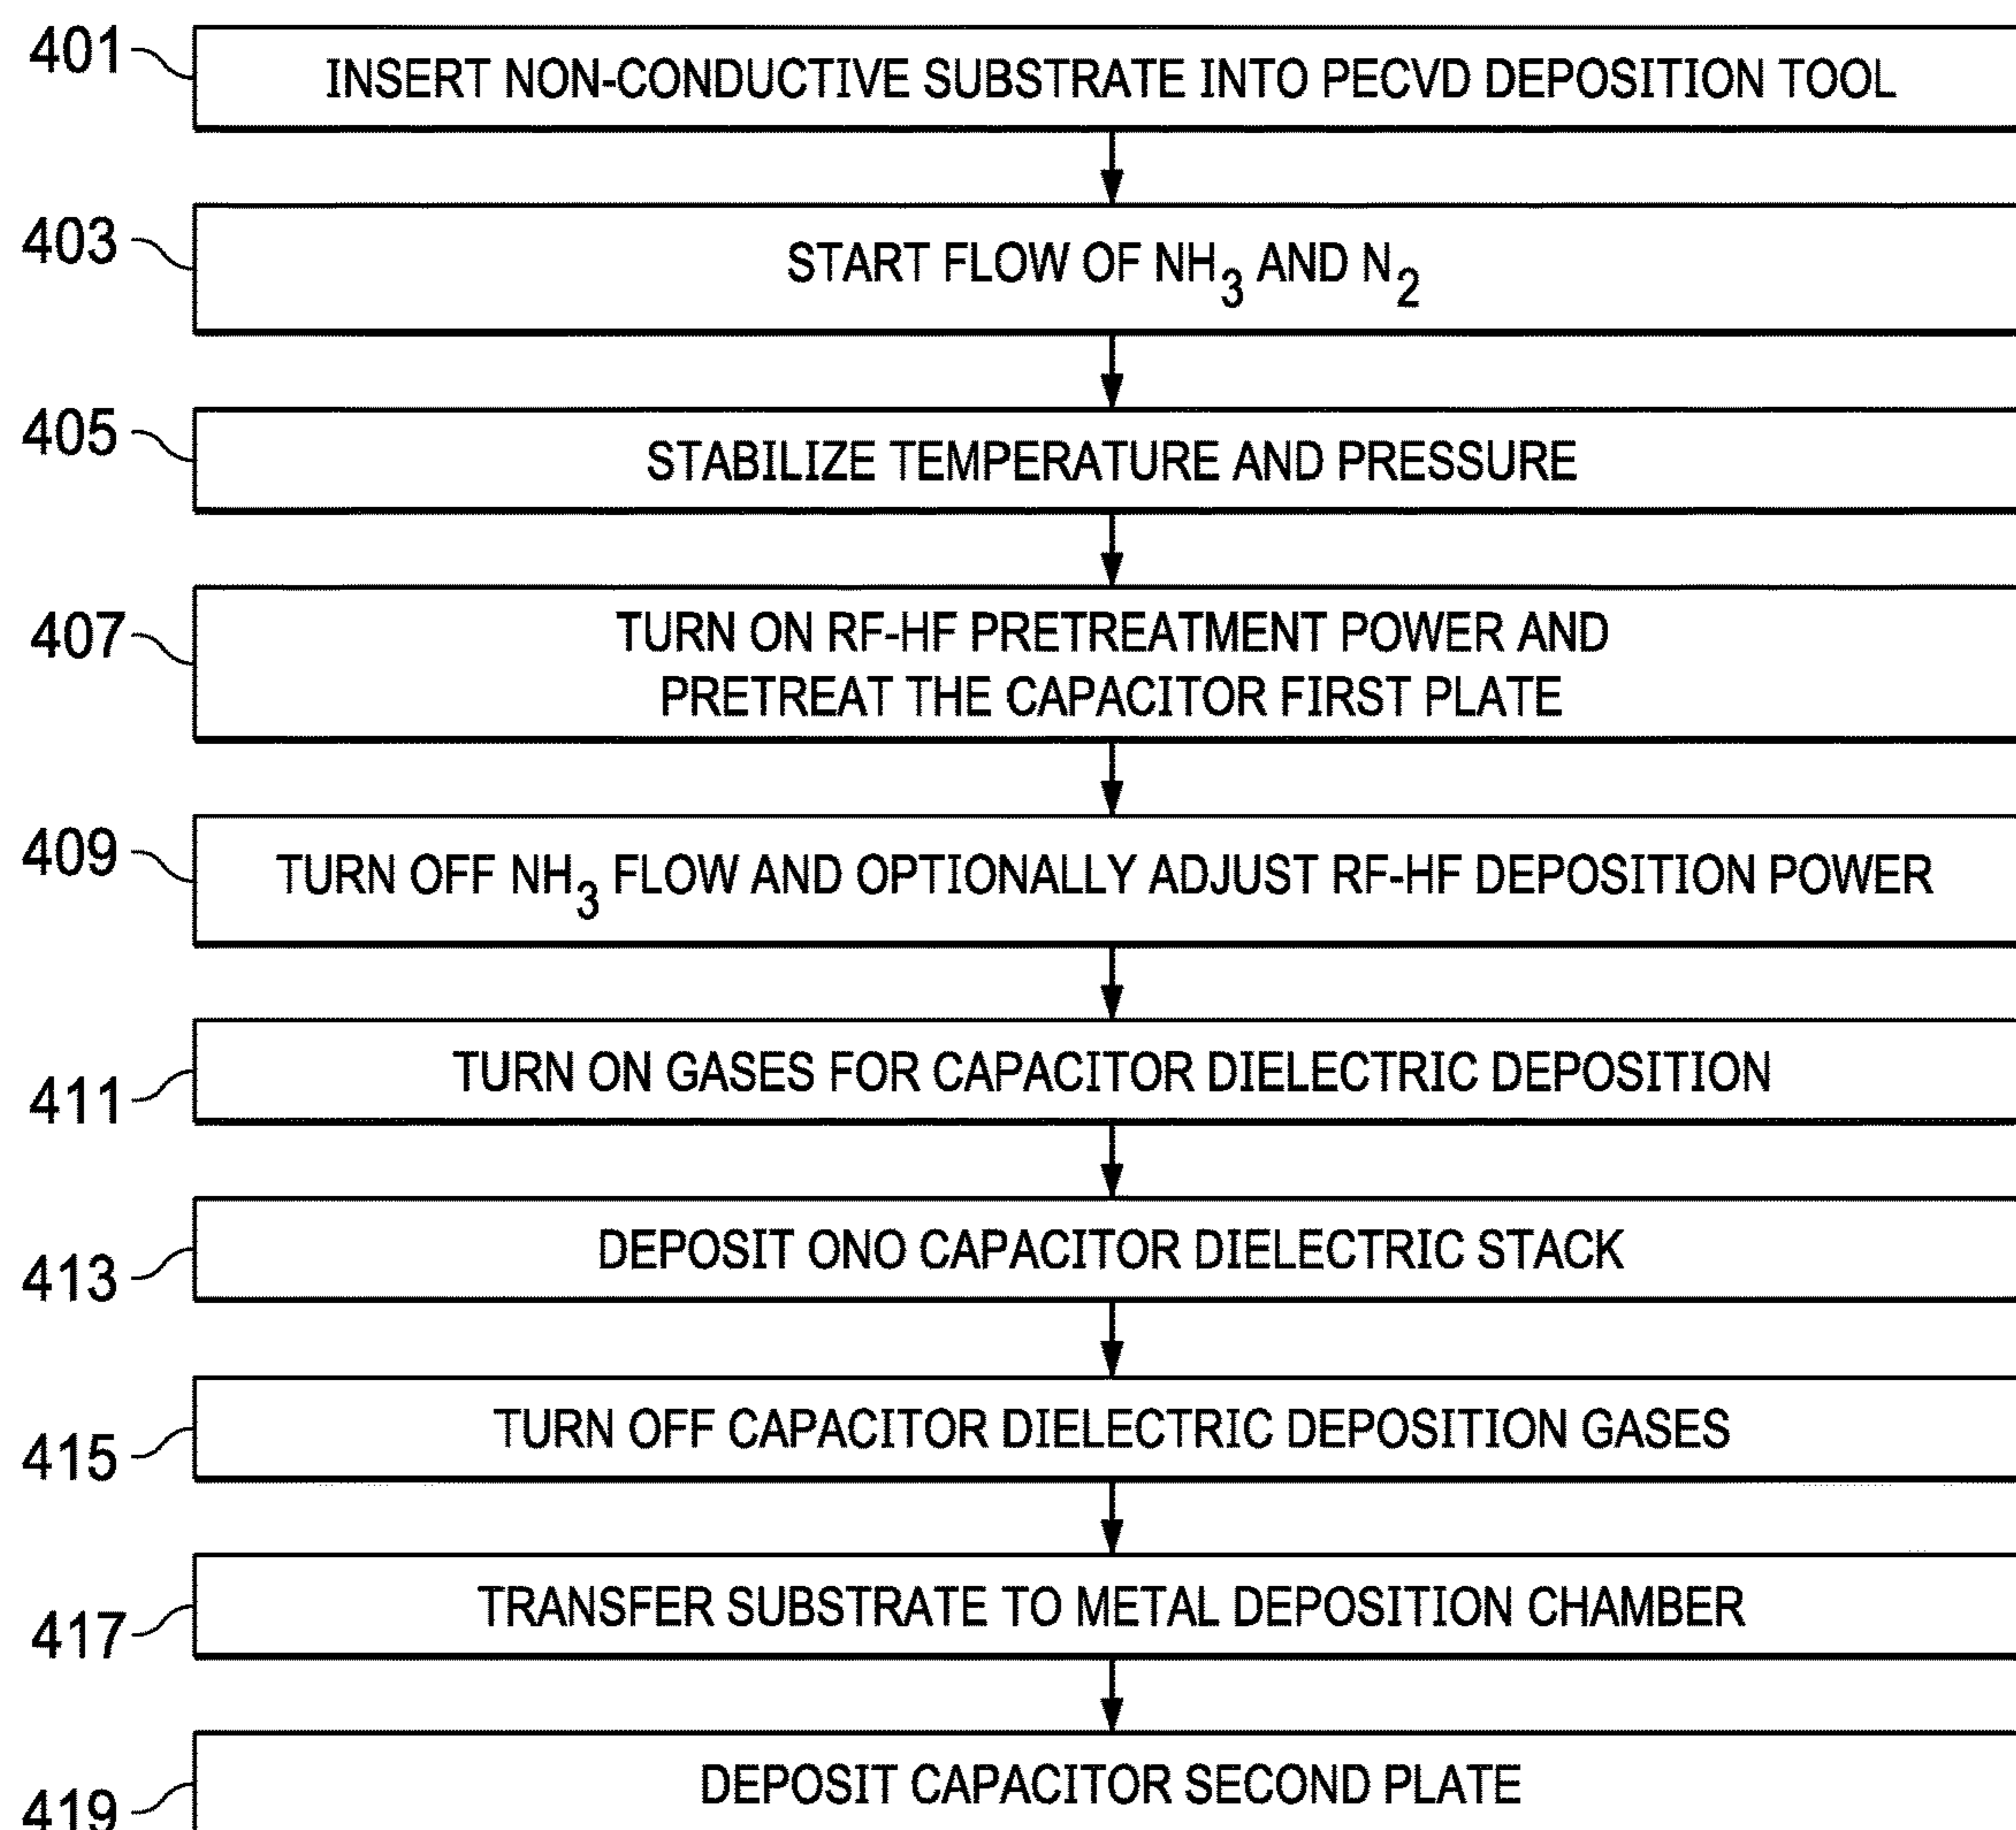 401 INSERT NON-CONDUCTIVE SUBSTRATE INTO PECVD DEPOSITION TOOL
403 START FLOW OF NH3 AND N2
405 STABILIZE TEMPERATURE AND PRESSURE
407 TURN ON RF-HF PRETREATMENT POWER AND
PRETREAT THE CAPACITOR FIRST PLATE
409 TURN OFF NH3 FLOW AND OPTIONALLY ADJUST RF-HF DEPOSITION POWER
411 TURN ON GASES FOR CAPACITOR DIELECTRIC DEPOSITION
413 DEPOSIT ONO CAPACITOR DIELECTRIC STACK
415 TURN OFF CAPACITOR DIELECTRIC DEPOSITION GASES
417 TRANSFER SUBSTRATE TO METAL DEPOSITION CHAMBER
419 DEPOSIT CAPACITOR SECOND PLATE